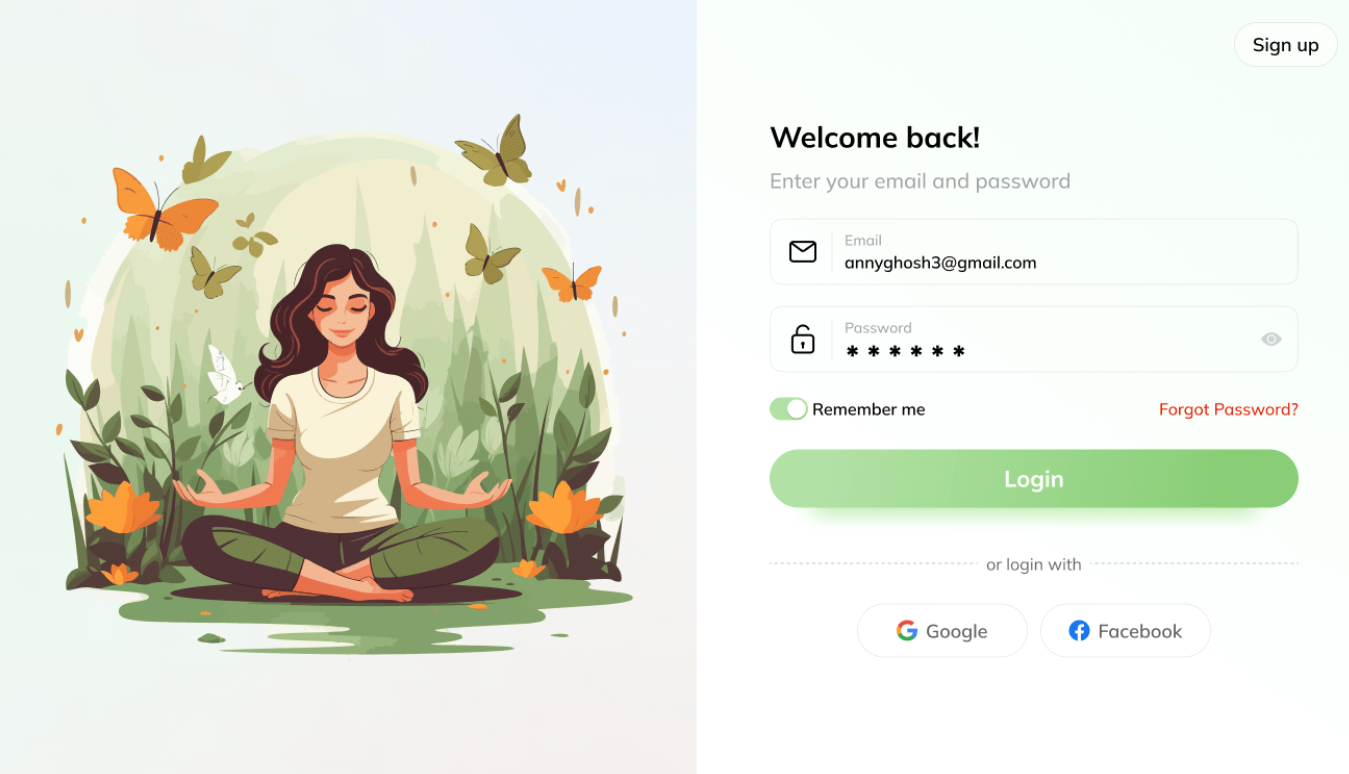 Sign up
Welcome back!
Enter your email and password
Email
annyghosh3@gmail.com
Password
* * * * * *
Remember me
Forgot Password?
Login
or login with
Google
Facebook